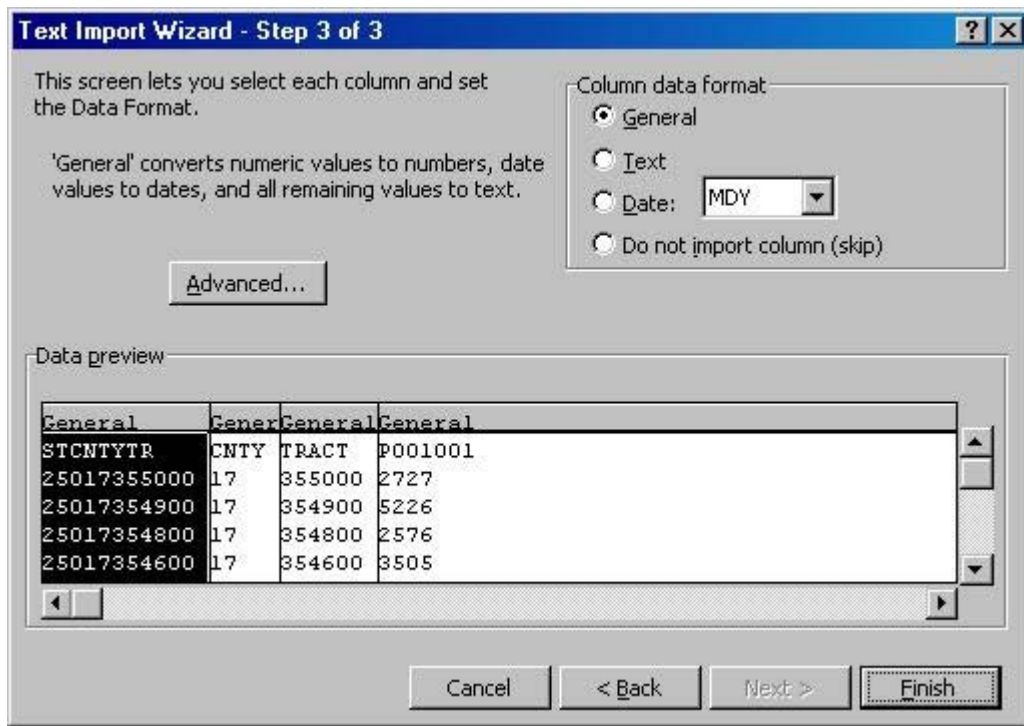 Text Import Wizard - Step 3 of 3
This screen lets you select each column and set
the Data Format.
'General' converts numeric values to numbers, date
values to dates, and all remaining values to text.
Advanced...
Column data format
General
Text
Date: MDY
Do not import column (skip)
Data preview
General Gener General General
STCNTYTR CNTY TRACT P001001
25017355000 17 355000 2727
25017354900 17 354900 5226
25017354800 17 354800 2576
25017354600 17 354600 3505
Cancel < Back Next > Finish